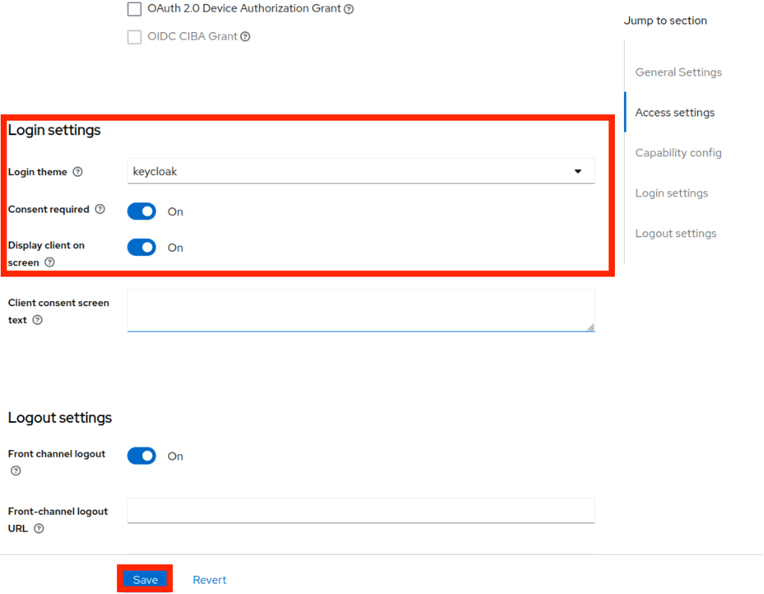 OAuth 2.0 Device Authorization Grant
OIDC CIBA Grant
Jump to section
General Settings
Access settings
Capability config
Login settings
Logout settings
Login settings
Login theme
keycloak
Consent required
On
Display client on
screen
On
Client consent screen
text
Logout settings
Front channel logout
On
Front-channel logout
URL
Save
Revert